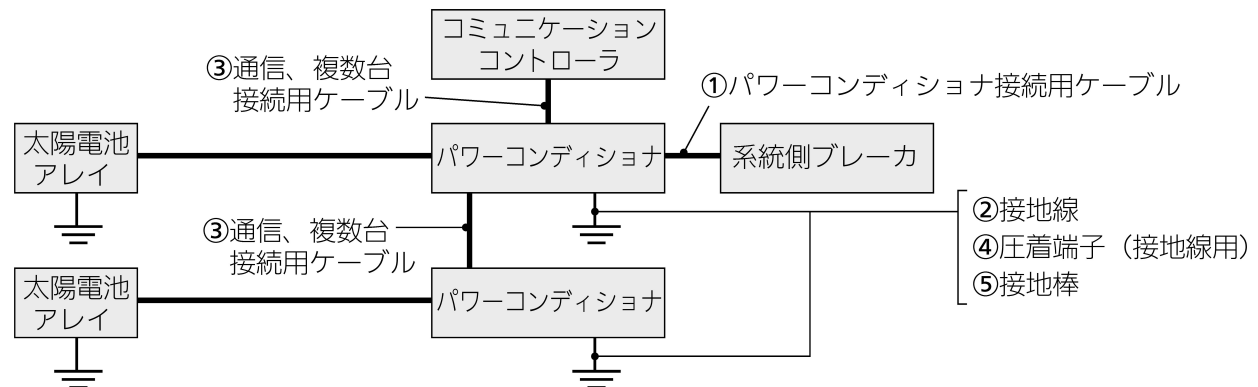 コミュニケーション
コントローラ
③通信、複数台
接続用ケーブル
①パワーコンディショナ接続用ケーブル
太陽電池
アレイ
パワーコンディショナ
系統側ブレーカ
②接地線
④圧着端子（接地線用）
⑤接地棒
③通信、複数台
接続用ケーブル
太陽電池
アレイ
パワーコンディショナ